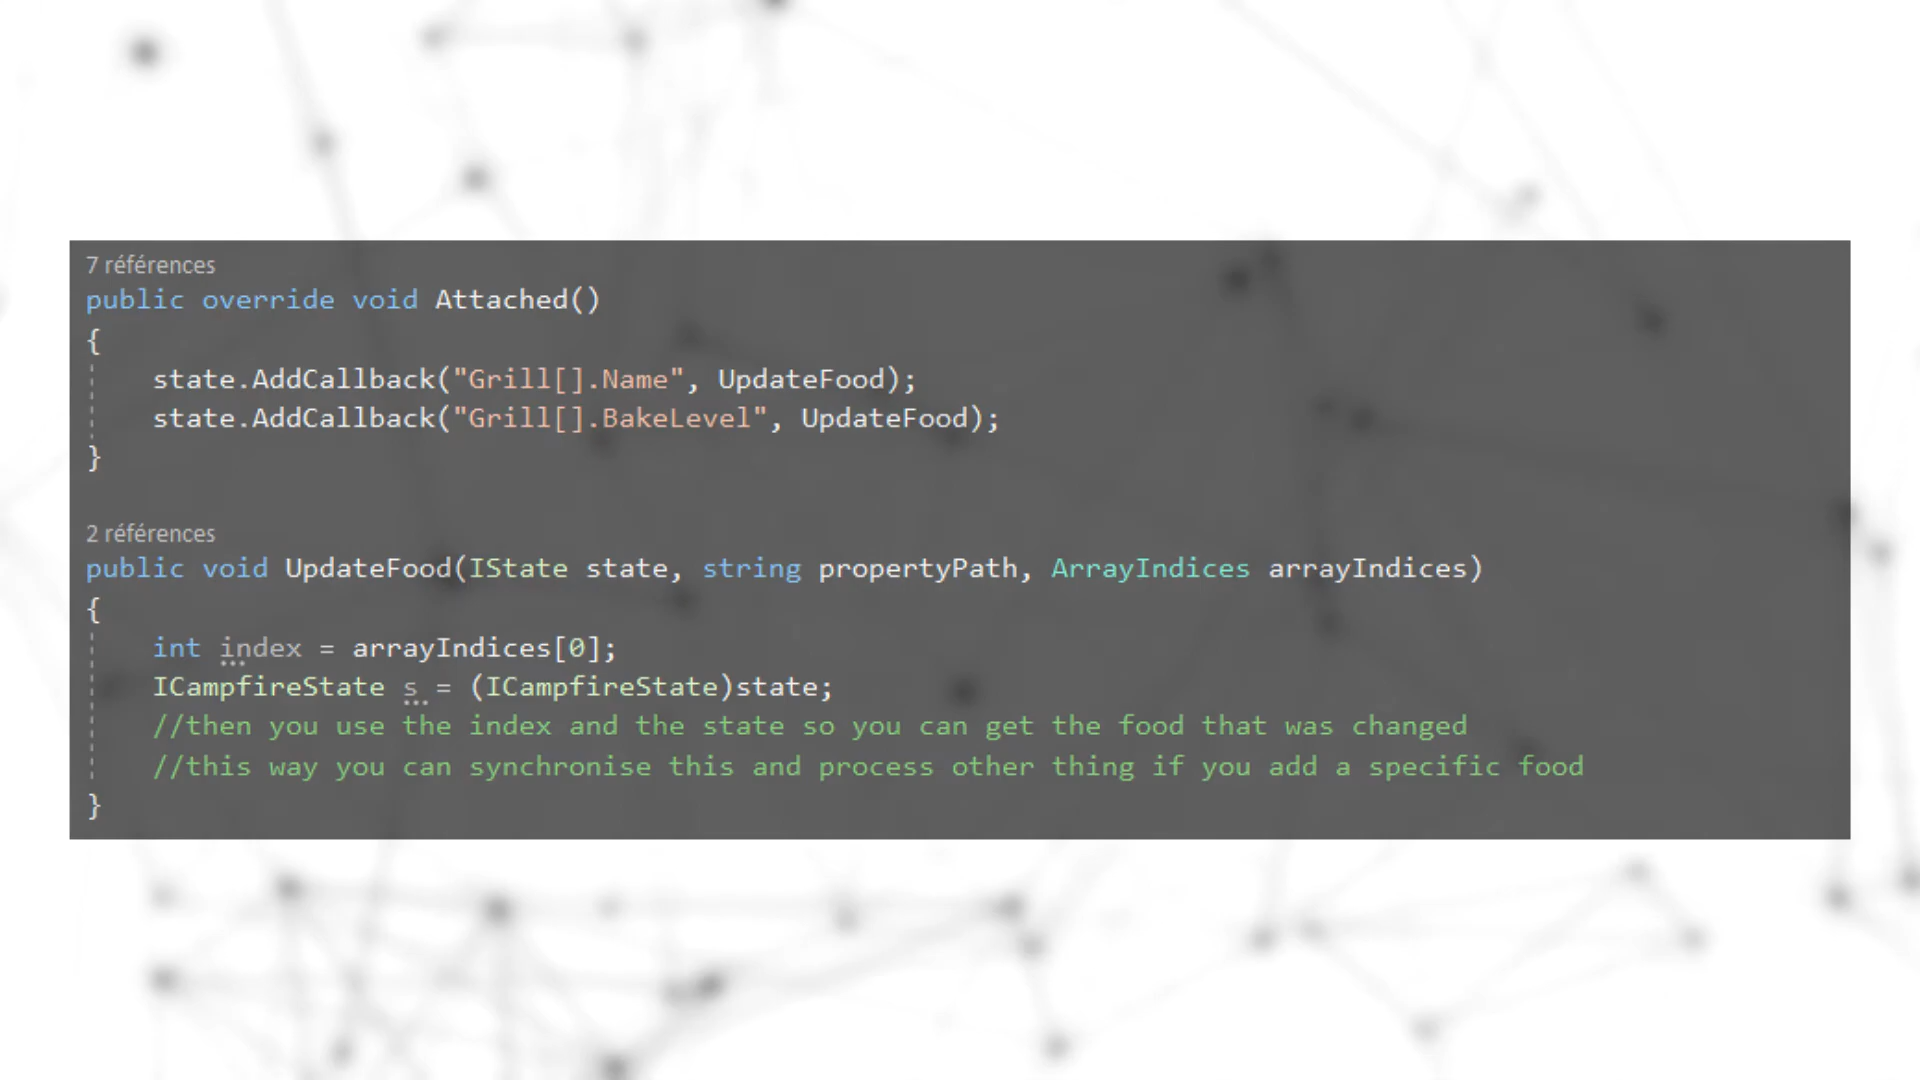 7 références
public override void Attached()
{
state.AddCallback("Grill[].Name", UpdateFood);
state.AddCallback("Grill[].BakeLevel", UpdateFood);
}
2 références
public void UpdateFood(IState state, string propertyPath, ArrayIndices arrayIndices)
{
int index = arrayIndices[0];
ICampfireState s = (ICampfireState)state;
//then you use the index and the state so you can get the food that was changed
//this way you can synchronise this and process other thing if you add a specific food
}